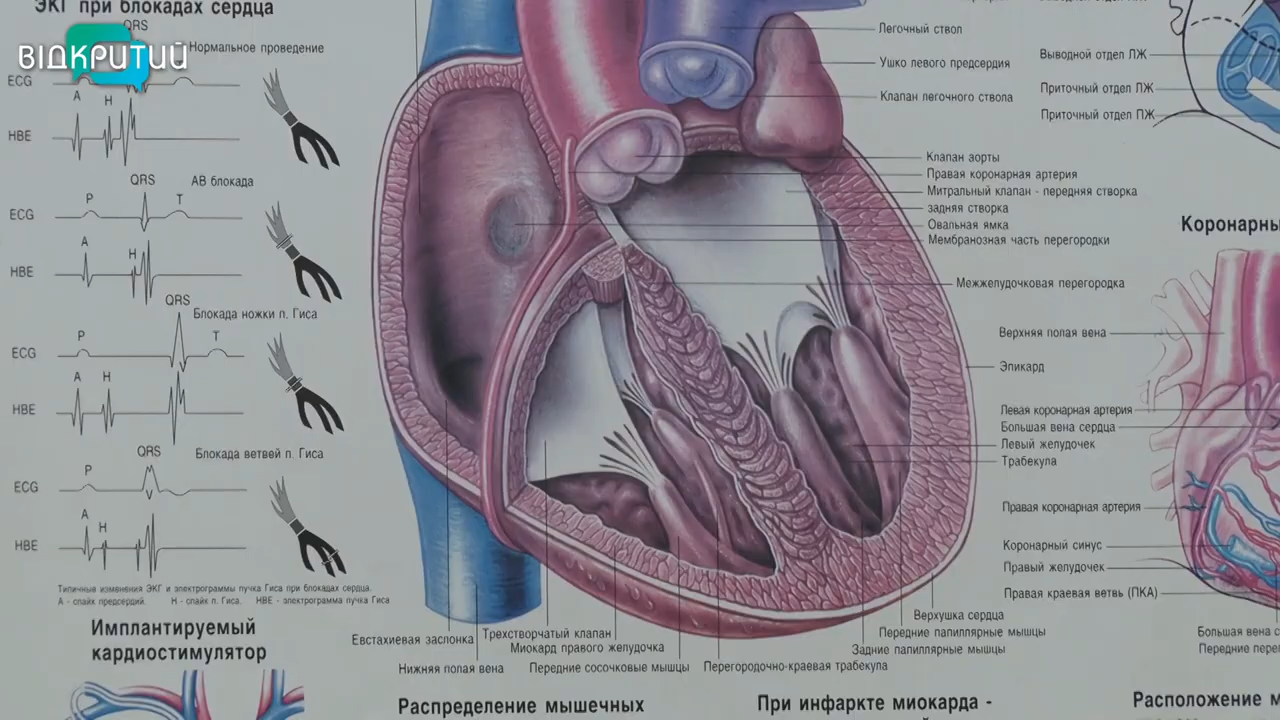 ЭКГ при блокадах сердца
ВІДКРИТИЙ
QRS
Нормальное проведение
ECG
A
H
HBE
QRS
АВ блокада
P
T
ECG
A
H
HBE
QRS
Блокада ножки п. Гиса
P
T
ECG
A
H
HBE
QRS
Блокада ветвей п. Гиса
P
ECG
A
H
HBE
Типичные изменения ЭКГ и электрограммы пучка Гиса при блокадах сердца.
A - спайк предсердий. H - спайк п. Гиса. HBE - электрограмма пучка Гиса
Имплантируемый
кардиостимулятор
Легочный ствол
Ушко левого предсердия
Клапан легочного ствола
Клапан аорты
Правая коронарная артерия
Митральный клапан - передняя створка
задняя створка
Овальная ямка
Мембранозная часть перегородки
Межжелудочковая перегородка
Верхняя полая вена
Эпикард
Левая коронарная артерия
Большая вена сердца
Левый желудочек
Трабекула
Правая коронарная артерия
Коронарный синус
Правый желудочек
Правая краевая ветвь (ПКА)
Верхушка сердца
Передние папиллярные мышцы
Задние папиллярные мышцы
Евстахиевая заслонка
Трехстворчатый клапан
Миокард правого желудочка
Нижняя полая вена
Передние сосочковые мышцы
Перегородочно-краевая трабекула
Выводной отдел ЛЖ
Приточный отдел ЛЖ
Приточный отдел ПЖ
Коронарны
Большая вена с
Передние
Распределение мышечных
При инфаркте миокарда -
Расположение м